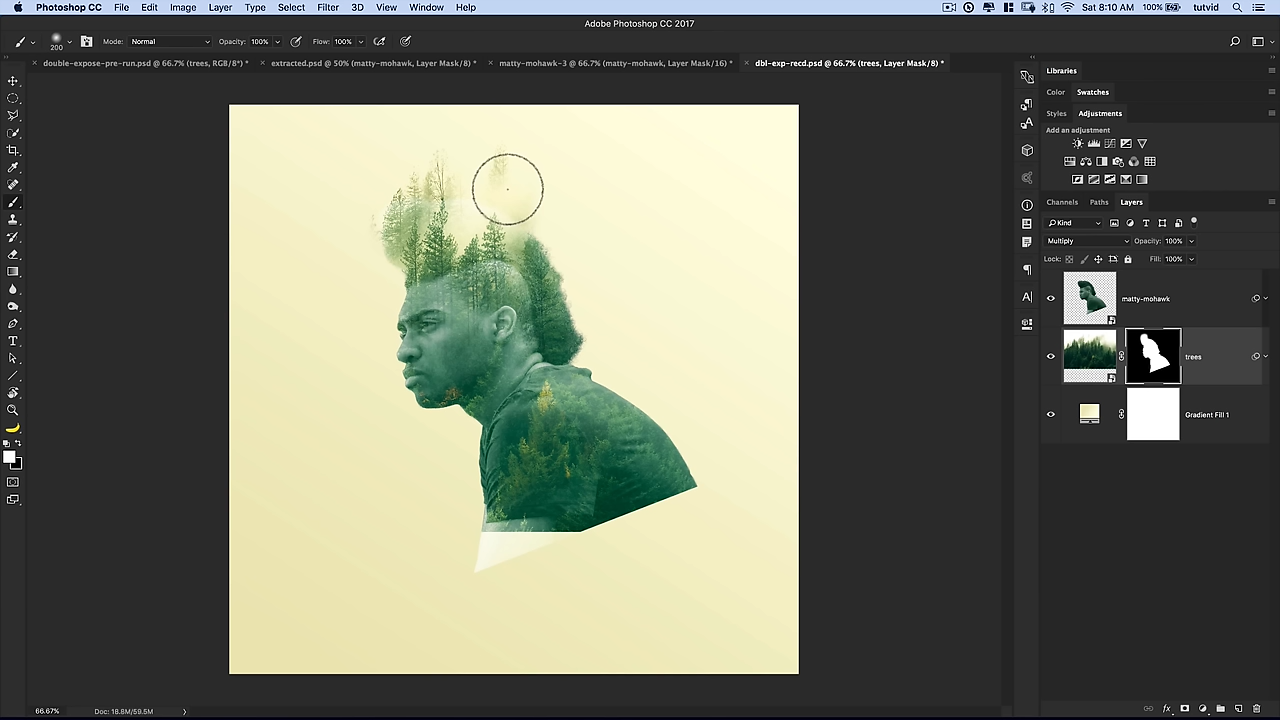 Photoshop CC File Edit Image Layer Type Select Filter 3D View Window Help Sat 8:10 AM 100% tutvid
Adobe Photoshop CC 2017
200 Mode: Normal Opacity: 100% Flow: 100%
double-expose-pre-run.psd @ 66.7% (trees, RGB/8*) * extracted.psd @ 50% (matty-mohawk, Layer Mask/8) * matty-mohawk-3 @ 66.7% (matty-mohawk, Layer Mask/16) * dbl-exp-recd.psd @ 66.7% (trees, Layer Mask/8) *
Libraries
Color Swatches
Styles Adjustments
Add an adjustment
Channels Paths Layers
Kind
Multiply Opacity: 100%
Lock: Fill: 100%
matty-mohawk
trees
Gradient Fill 1
66.67% Doc: 18.8M/59.5M